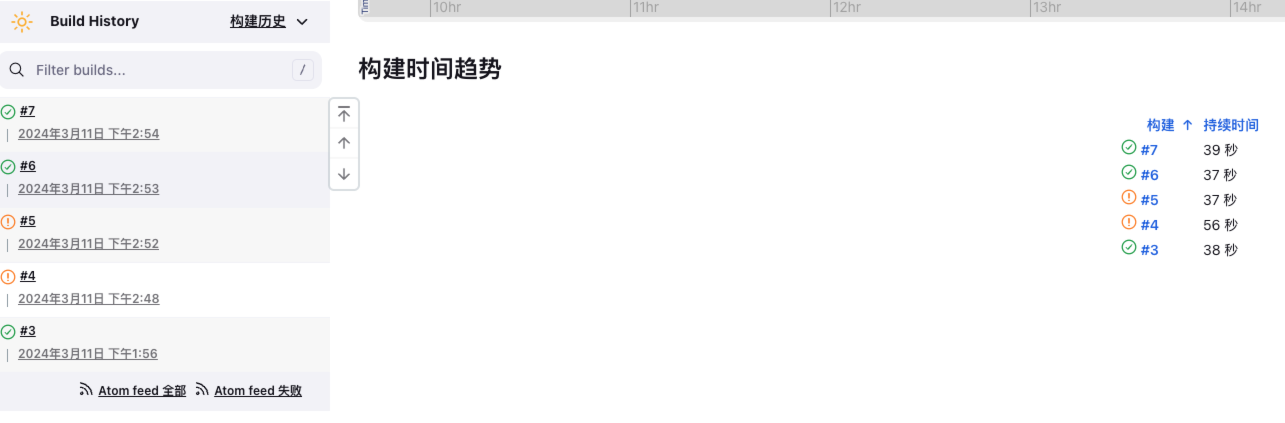 Build History 构建历史
Filter builds... /
#7
2024年3月11日 下午2:54
#6
2024年3月11日 下午2:53
#5
2024年3月11日 下午2:52
#4
2024年3月11日 下午2:48
#3
2024年3月11日 下午1:56
Atom feed 全部 Atom feed 失败
10hr 11hr 12hr 13hr 14hr
构建时间趋势
构建 ↑ 持续时间
#7 39 秒
#6 37 秒
#5 37 秒
#4 56 秒
#3 38 秒